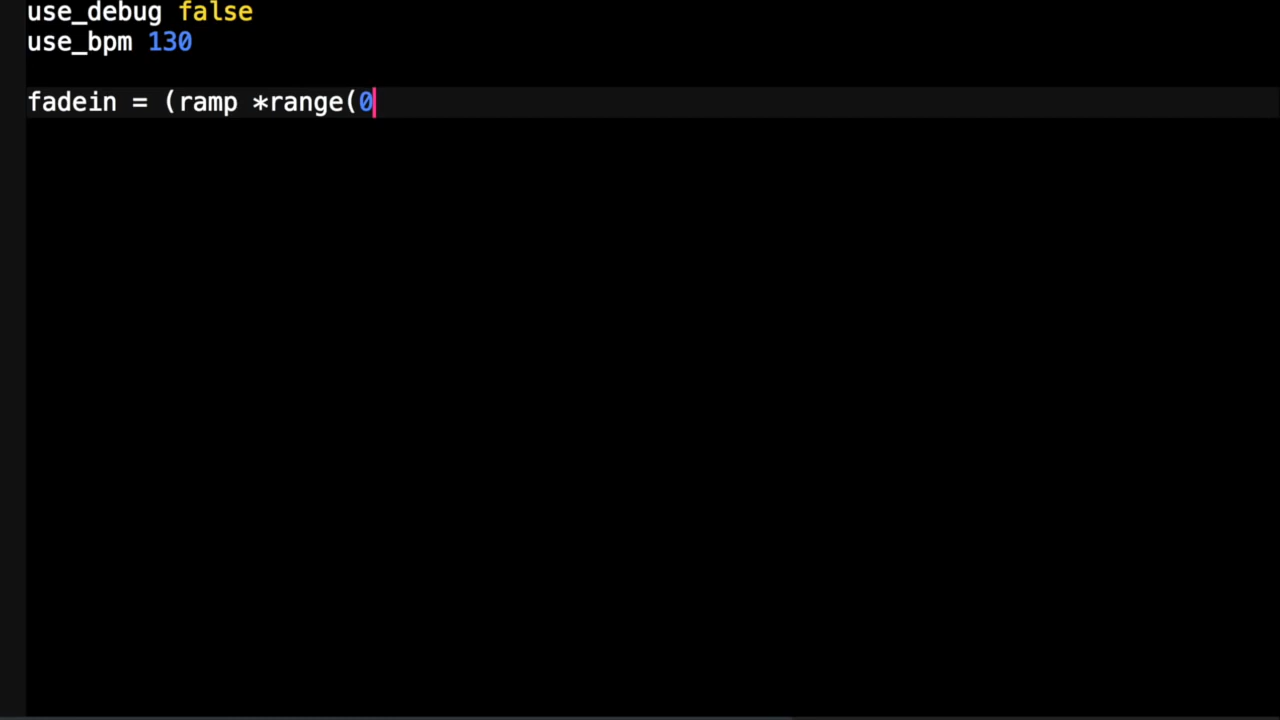 use_debug false
use_bpm 130
fadein = (ramp *range(0